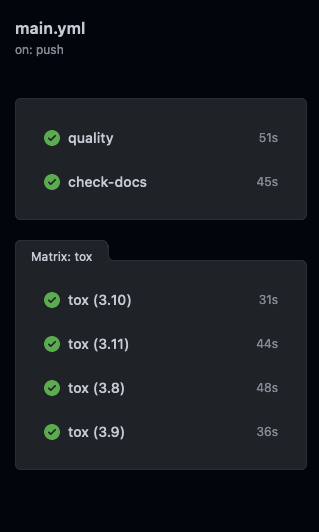 main.yml
on: push
quality 51s
check-docs 45s
Matrix: tox
tox (3.10) 31s
tox (3.11) 44s
tox (3.8) 48s
tox (3.9) 36s